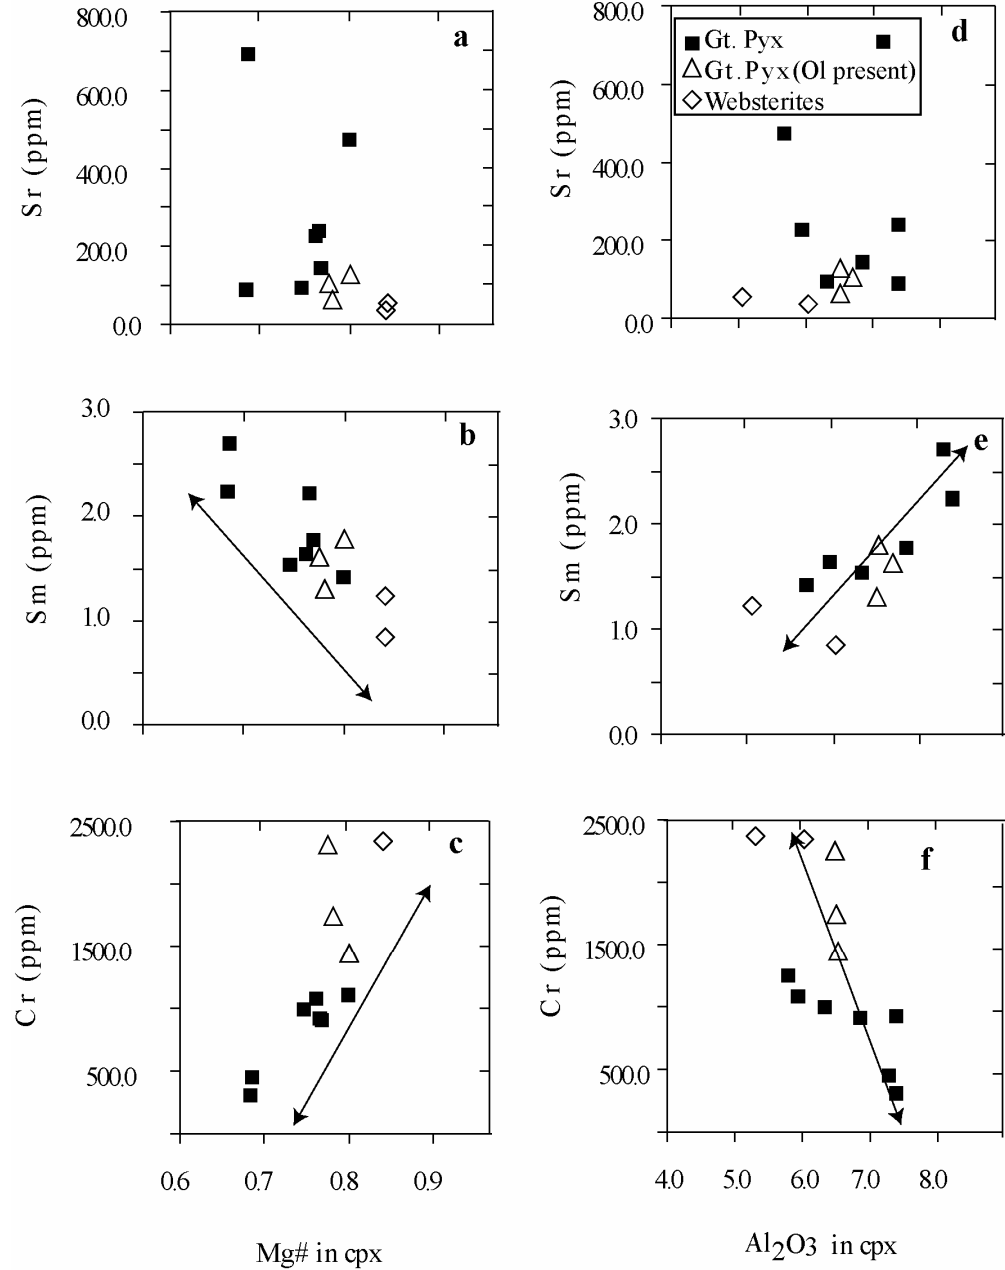 800.0
a
600.0
Sr (ppm)
400.0
200.0
0.0
800.0
d
Gt. Pyx
Gt. Pyx (Ol present)
Websterites
600.0
Sr (ppm)
400.0
200.0
0.0
3.0
b
2.0
Sm (ppm)
1.0
0.0
3.0
e
2.0
Sm (ppm)
1.0
0.0
2500.0
c
1500.0
Cr (ppm)
500.0
0.6 0.7 0.8 0.9
Mg# in cpx
2500.0
f
1500.0
Cr (ppm)
500.0
4.0 5.0 6.0 7.0 8.0
Al2O3 in cpx